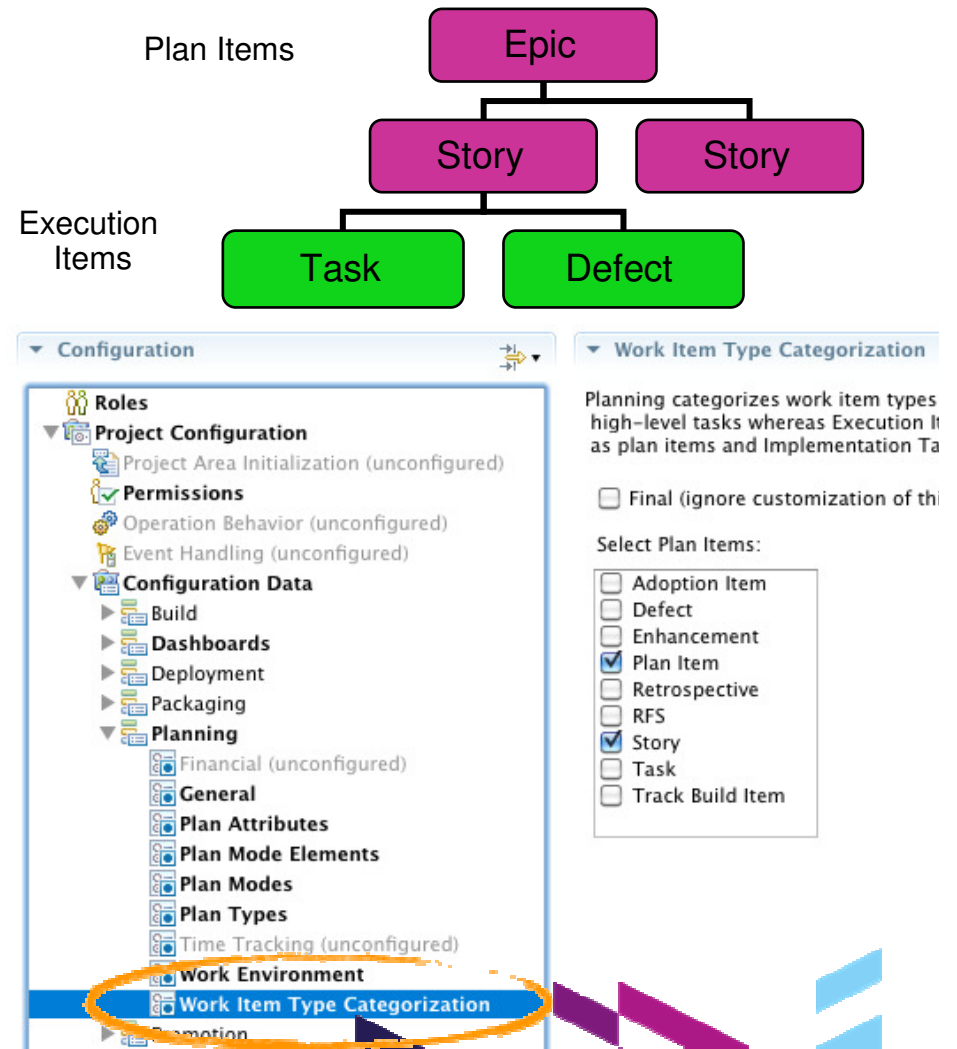 Plan Items
Epic
Story
Story
Execution
Items
Task
Defect
Configuration
Roles
Project Configuration
Project Area Initialization (unconfigured)
Permissions
Operation Behavior (unconfigured)
Event Handling (unconfigured)
Configuration Data
Build
Dashboards
Deployment
Packaging
Planning
Financial (unconfigured)
General
Plan Attributes
Plan Mode Elements
Plan Modes
Plan Types
Time Tracking (unconfigured)
Work Environment
Work Item Type Categorization
Promotion
Work Item Type Categorization
Planning categorizes work item types
high-level tasks whereas Execution It
as plan items and Implementation Ta
Final (ignore customization of thi
Select Plan Items:
Adoption Item
Defect
Enhancement
Plan Item
Retrospective
RFS
Story
Task
Track Build Item